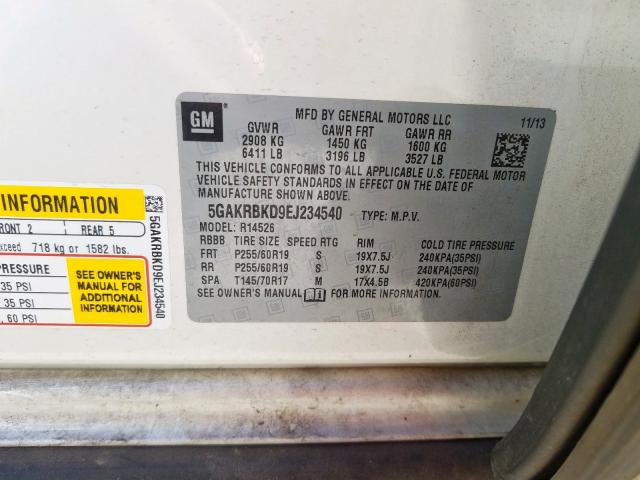 GM
MFD BY GENERAL MOTORS LLC
11/13
GVWR GAWR FRT GAWR RR
2908 KG 1450 KG 1600 KG
6411 LB 3196 LB 3527 LB
THIS VEHICLE CONFORMS TO ALL APPLICABLE U.S. FEDERAL MOTOR
VEHICLE SAFETY STANDARDS IN EFFECT ON THE DATE OF
MANUFACTURE SHOWN ABOVE.
5GAKRBKD9EJ234540 TYPE: M.P.V.
MODEL: R14526
RBBB TIRE SIZE SPEED RTG RIM COLD TIRE PRESSURE
FRT P255/60R19 S 19X7.5J 240KPA(35PSI)
RR P255/60R19 S 19X7.5J 240KPA(35PSI)
SPA T145/70R17 M 17X4.5B 420KPA(60PSI)
SEE OWNER'S MANUAL FOR MORE INFORMATION.
INFORMATION
FRONT 2 REAR 5
exceed 718 kg or 1582 lbs.
PRESSURE
35 PSI
35 PSI
, 60 PSI
SEE OWNER'S
MANUAL FOR
ADDITIONAL
INFORMATION
5GAKRBKD9EJ234540